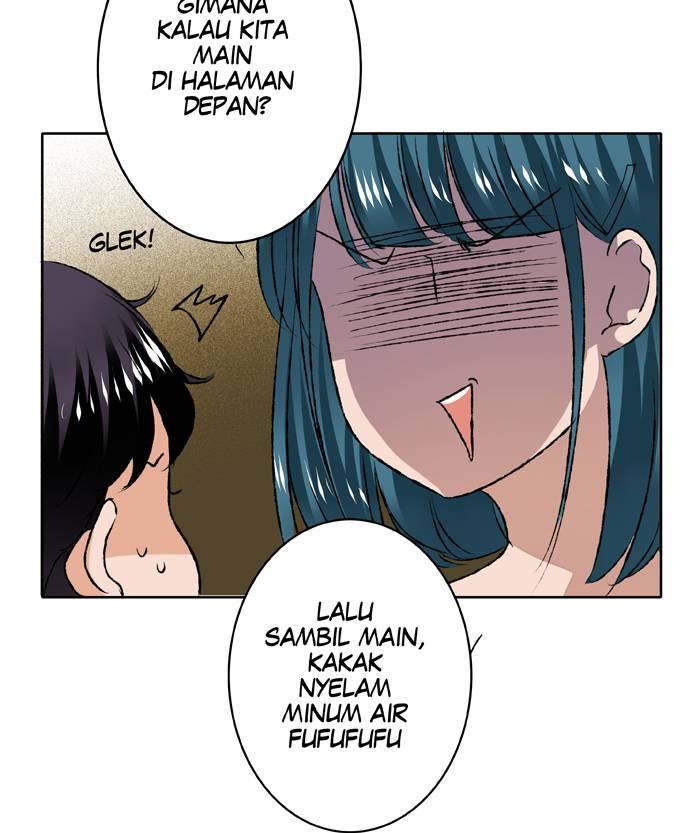 GIMANA
KALAU KITA
MAIN
DI HALAMAN
DEPAN?
GLEK!
LALU
SAMBIL MAIN,
KAKAK
NYELAM
MINUM AIR
FUFUFUFU